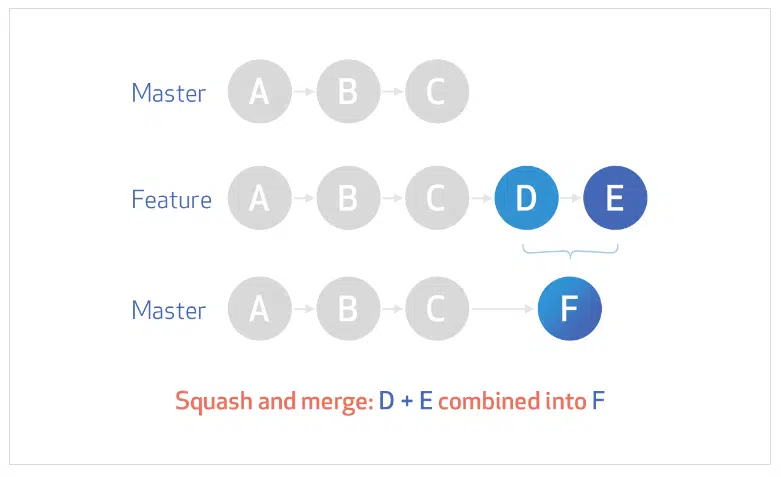 Master A B C
Feature A B C D E
Master A B C F
Squash and merge: D + E combined into F